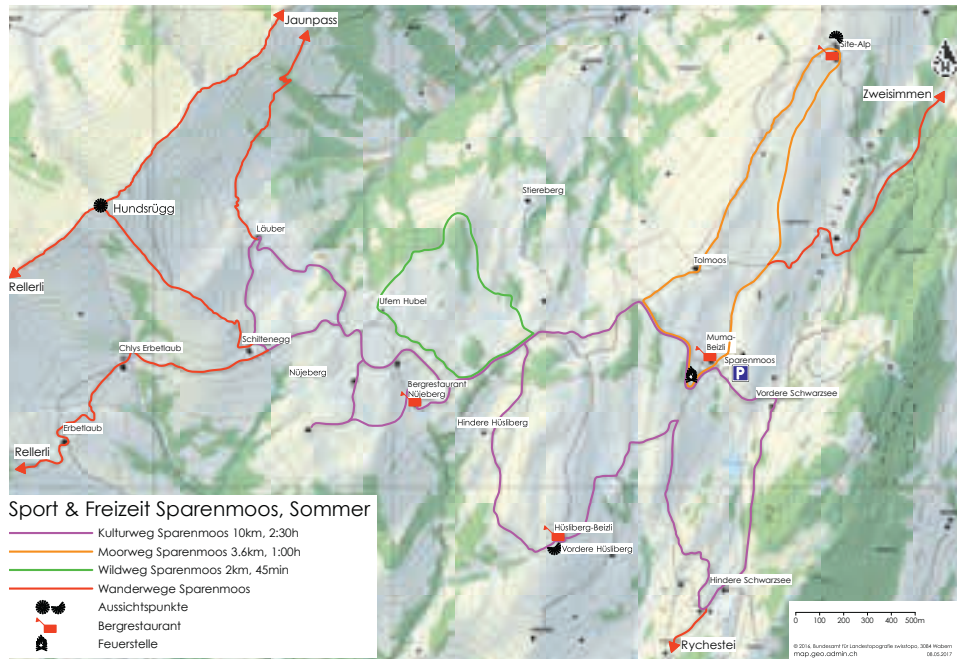 Jaunpass
Site-Alp
N
Zweisimmen
Hundsrügg
Stiereberg
Läuber
Tolmoos
Rellerli
Ufem Hubel
Muma-
Beizli
Schiltenegg
Chlys Erbetlaub
Sparenmoos
P
Nüjeberg
Bergrestaurant
Nüjeberg
Vordere Schwarzsee
Hindere Hüsliberg
Erbetlaub
Rellerli
Sport & Freizeit Sparenmoos, Sommer
Kulturweg Sparenmoos 10km, 2:30h
Moorweg Sparenmoos 3.6km, 1:00h
Wildweg Sparenmoos 2km, 45min
Wanderwege Sparenmoos
Aussichtspunkte
Bergrestaurant
Feuerstelle
Hüsliberg-Beizli
Vordere Hüsliberg
Hindere Schwarzsee
Rychestei
0 100 200 300 400 500m
© 2016, Bundesamt für Landestopografie swisstopo, 3084 Wabern
map.geo.admin.ch 08.05.2017